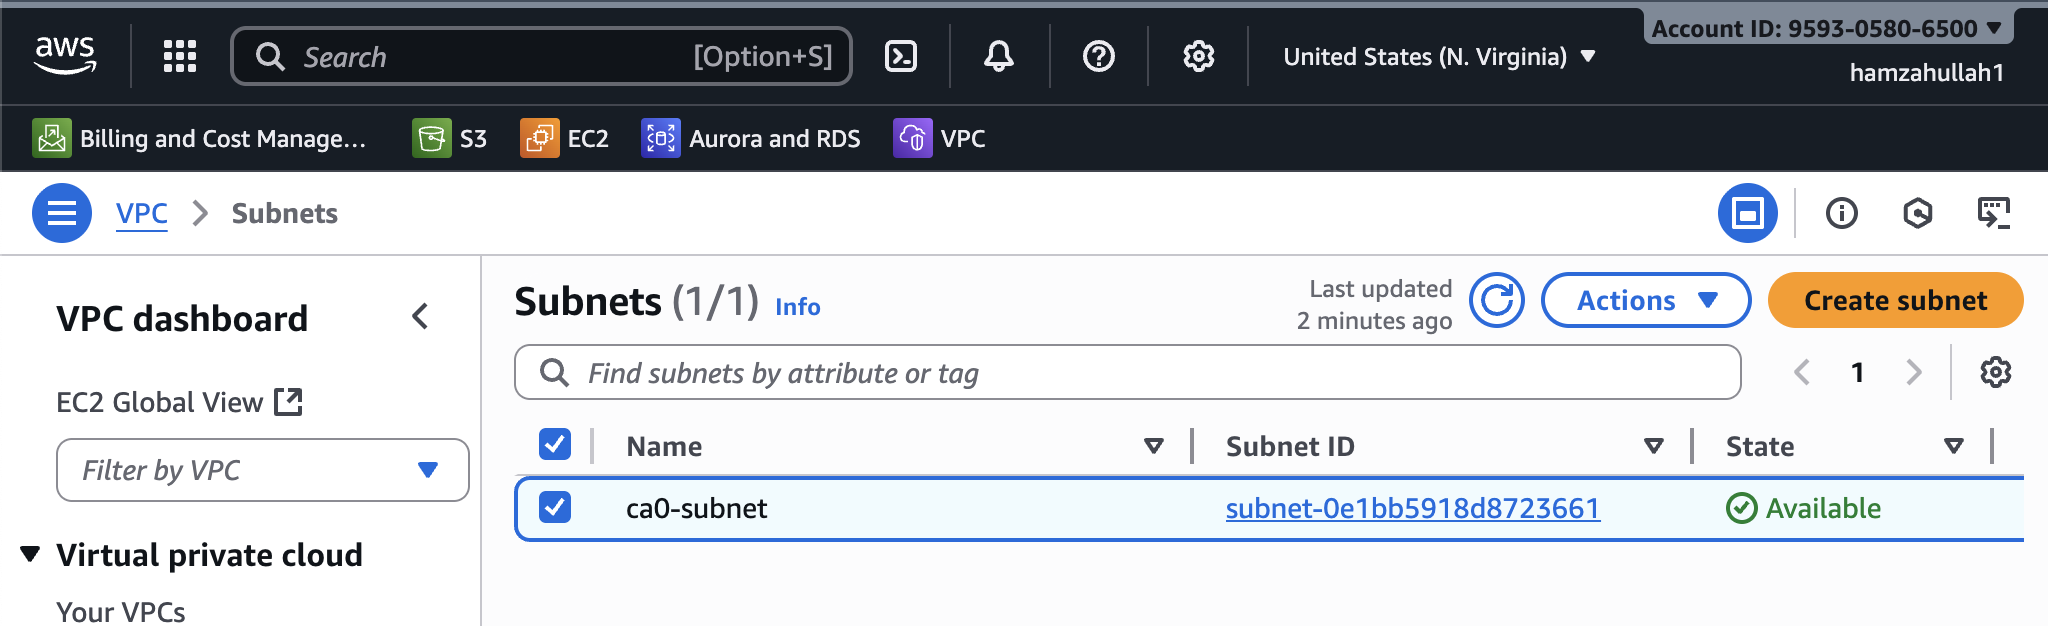 aws
Search [Option+S]
United States (N. Virginia)
Account ID: 9593-0580-6500
hamzahullah1
Billing and Cost Manage...
S3
EC2
Aurora and RDS
VPC
VPC
Subnets
VPC dashboard
EC2 Global View
Filter by VPC
Virtual private cloud
Your VPCs
Subnets (1/1) Info
Last updated
2 minutes ago
Actions
Create subnet
Find subnets by attribute or tag
1
Name Subnet ID State
ca0-subnet subnet-0e1bb5918d8723661 Available